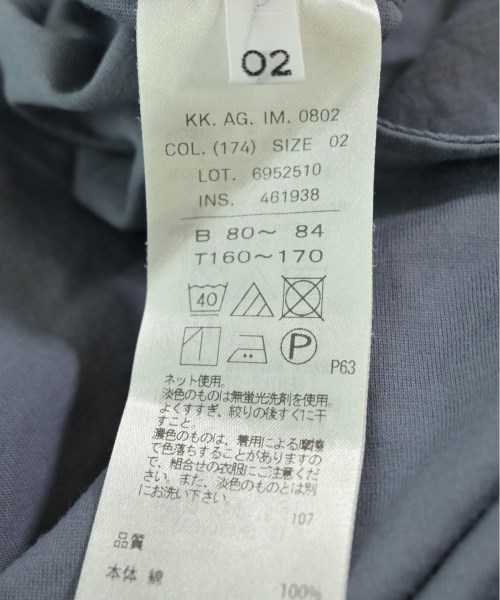 02
KK. AG. IM. 0802
COL. (174) SIZE 02
LOT. 6952510
INS. 461938
B 80～ 84
T160～170
40
P
P63
ネット使用。
淡色のものは無蛍光洗剤を使用。
よくすすぎ、絞りの後すぐに干
すこと。
濃色のものは、着用による摩擦
で色落ちすることがありますの
で、組合せの衣服にご注意くだ
さい。また、淡色のものとは別
にお洗い下さい。
107
品質
本体 綿 100%